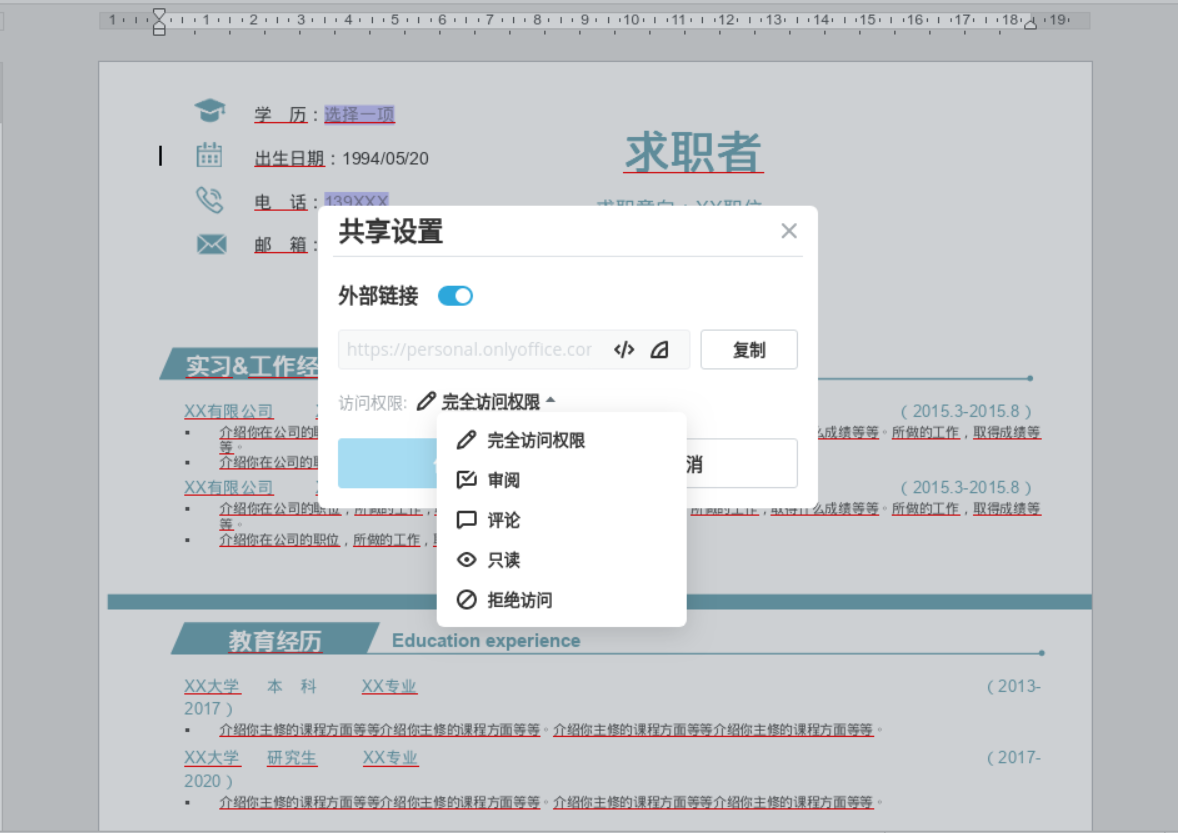 1 1 2 3 4 5 6 7 8 9 10 11 12 13 14 15 16 17 18 19
学 历：选择一项
出生日期：1994/05/20
电 话：139XXX
邮 箱：
求职者
求职意向：XX职位
共享设置
外部链接
https://personal.onlyoffice.cor
复制
访问权限: 完全访问权限
完全访问权限
审阅
评论
只读
拒绝访问
消
实习&工作经
XX有限公司
（2015.3-2015.8）
介绍你在公司的
么成绩等等。所做的工作，取得成绩等
等。
介绍你在公司的
XX有限公司
（2015.3-2015.8）
介绍你在公司的职位，所做的工作，
所做的工作，取得什么成绩等等。所做的工作，取得成绩等
等。
介绍你在公司的职位，所做的工作，
教育经历 Education experience
XX大学 本 科 XX专业 （2013-
2017）
介绍你主修的课程方面等等介绍你主修的课程方面等等。介绍你主修的课程方面等等介绍你主修的课程方面等等。
XX大学 研究生 XX专业 （2017-
2020）
介绍你主修的课程方面等等介绍你主修的课程方面等等。介绍你主修的课程方面等等介绍你主修的课程方面等等。